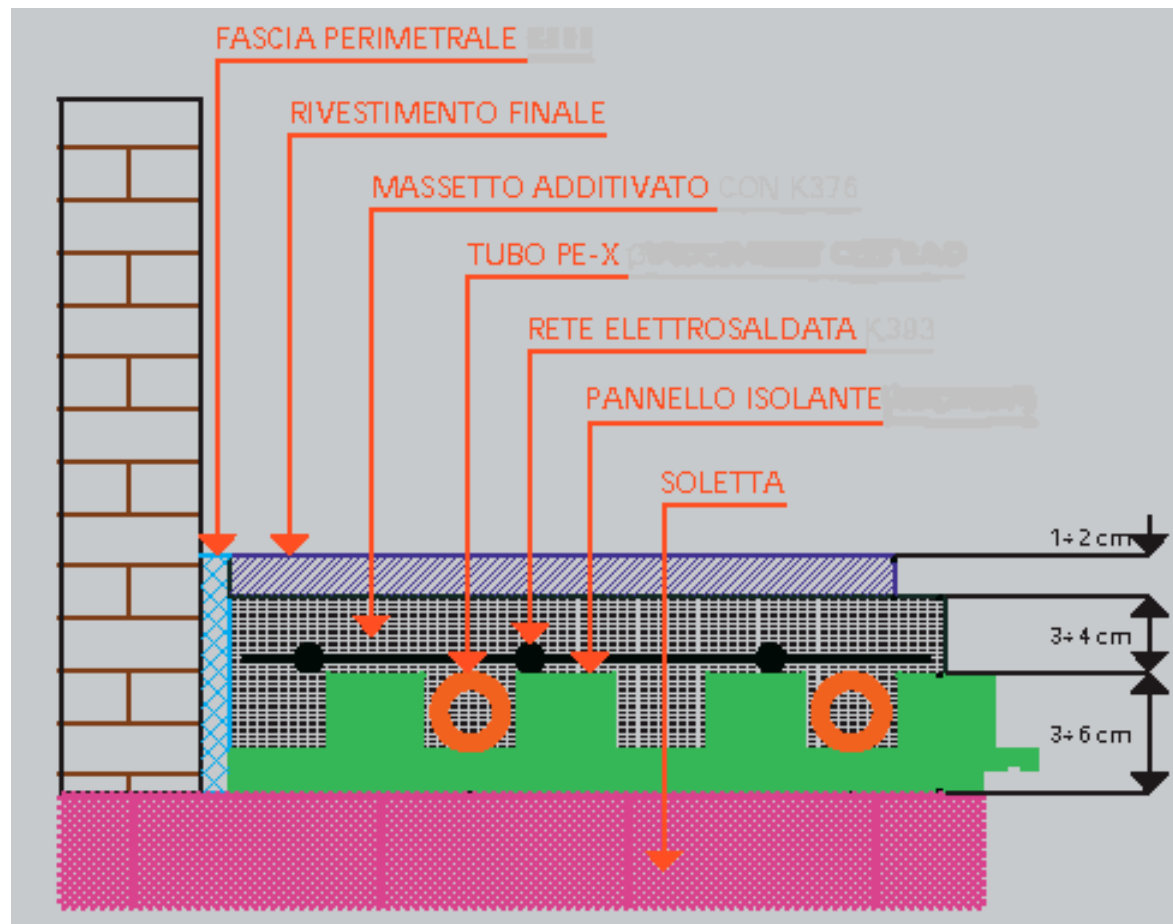 FASCIA PERIMETRALE
RIVESTIMENTO FINALE
MASSETTO ADDITIVATO CON K376
TUBO PE-X
RETE ELETTROSALDATA K393
PANNELLO ISOLANTE
SOLETTA
1÷2 cm
3÷4 cm
3÷6 cm